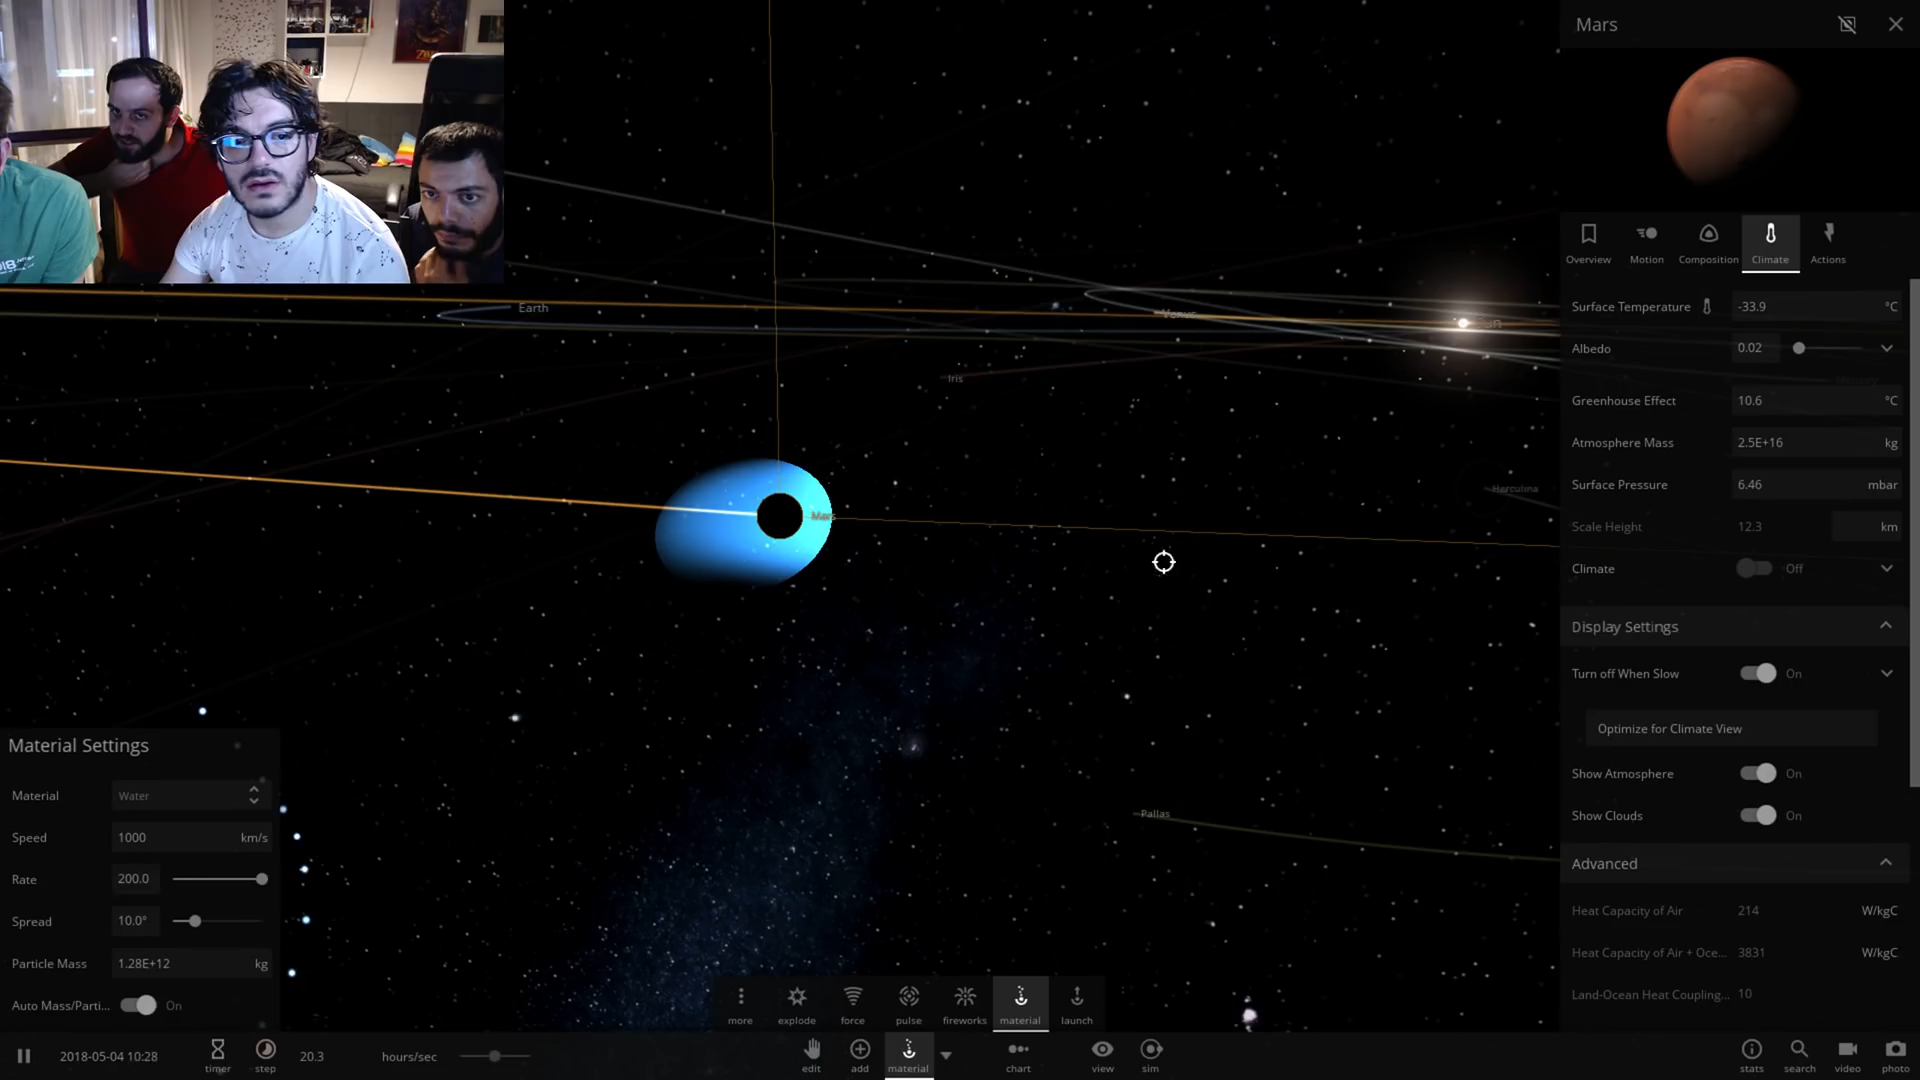 Mars
Overview
Motion
Composition
Climate
Actions
Surface Temperature
-33.9
°C
Albedo
0.02
Greenhouse Effect
10.6
°C
Atmosphere Mass
2.5E+16
kg
Surface Pressure
6.46
mbar
Scale Height
12.3
km
Climate
Off
Display Settings
Turn off When Slow
On
Optimize for Climate View
Show Atmosphere
On
Show Clouds
On
Advanced
Heat Capacity of Air
214
W/kgC
Heat Capacity of Air + Oce...
3831
W/kgC
Land-Ocean Heat Coupling...
10
Earth
Venus
Iris
Mars
Herculina
Pallas
Material Settings
Material
Water
Speed
1000
km/s
Rate
200.0
Spread
10.0°
Particle Mass
1.28E+12
kg
Auto Mass/Parti...
On
more
explode
force
pulse
fireworks
material
launch
2018-05-04 10:28
timer
step
20.3
hours/sec
edit
add
material
chart
view
sim
stats
search
video
photo